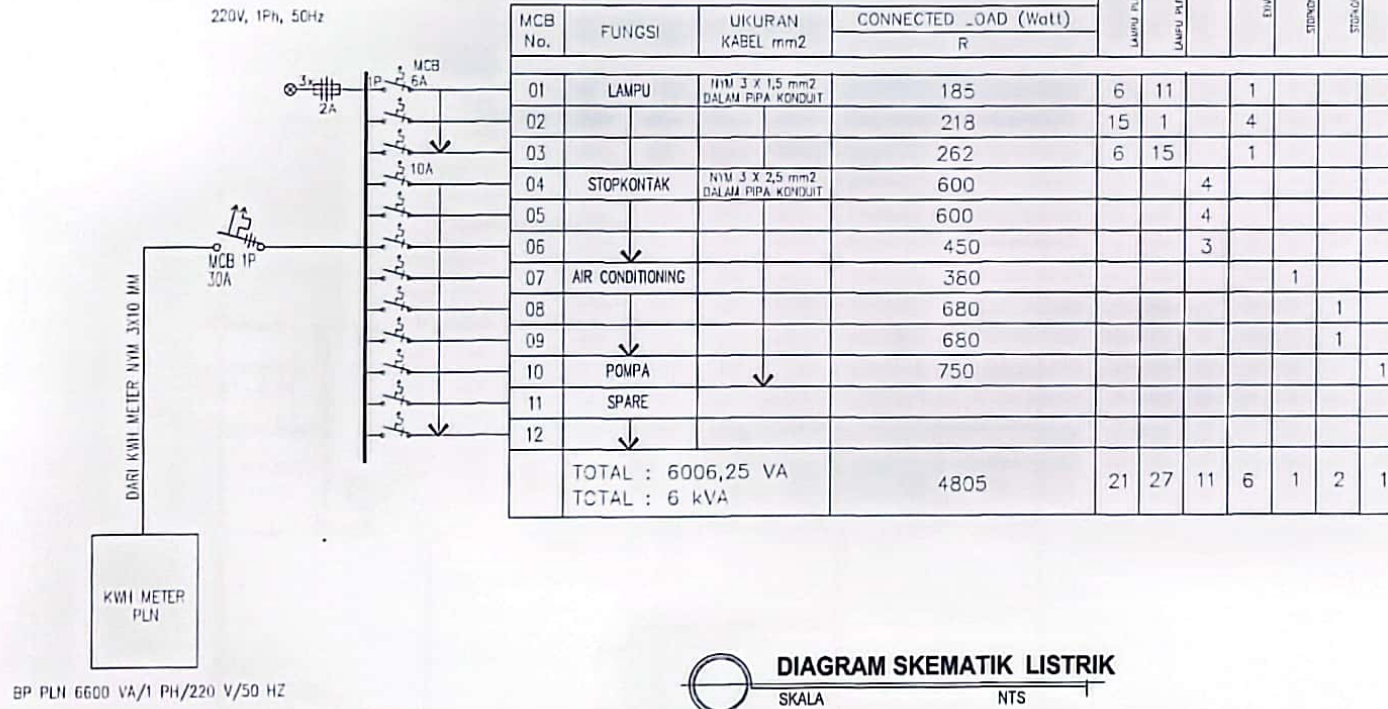 220V, 1Ph, 50Hz
MCB No. FUNGSI UKURAN KABEL mm2 CONNECTED _OAD (Watt)
R
LAMPU LAMPU
MCB
3x 1P 6A
2A
01 LAMPU NYM 3 X 1,5 mm2 DALAM PIPA KONDUIT 185 6 11 1
02 218 15 1 4
03 262 6 15 1
10A
04 STOPKONTAK NYM 3 X 2,5 mm2 DALAM PIPA KONDUIT 600 4
05 600 4
06 450 3
MCB 1P
30A
07 AIR CONDITIONING 380 1
08 680 1
09 680 1
10 POMPA 750 1
11 SPARE
12
TOTAL : 6006,25 VA
TOTAL : 6 kVA
4805 21 27 11 6 1 2 1
DARI KWH METER NYM 3X10 MM
KWH METER
PLN
BP PLN 6600 VA/1 PH/220 V/50 HZ
DIAGRAM SKEMATIK LISTRIK
SKALA NTS